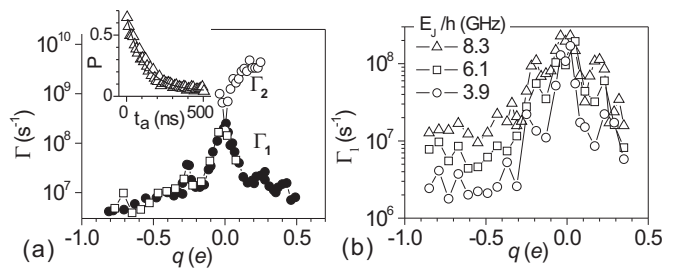 10^10
10^9
10^8
10^7
Γ (s^-1)
0.5
P
0
0
500
t_a (ns)
Γ_2
Γ_1
-1.0
-0.5
0.0
0.5
q (e)
(a)
E_J/h (GHz)
8.3
6.1
3.9
10^8
10^7
10^6
Γ_1 (s^-1)
-1.0
-0.5
0.0
0.5
q (e)
(b)